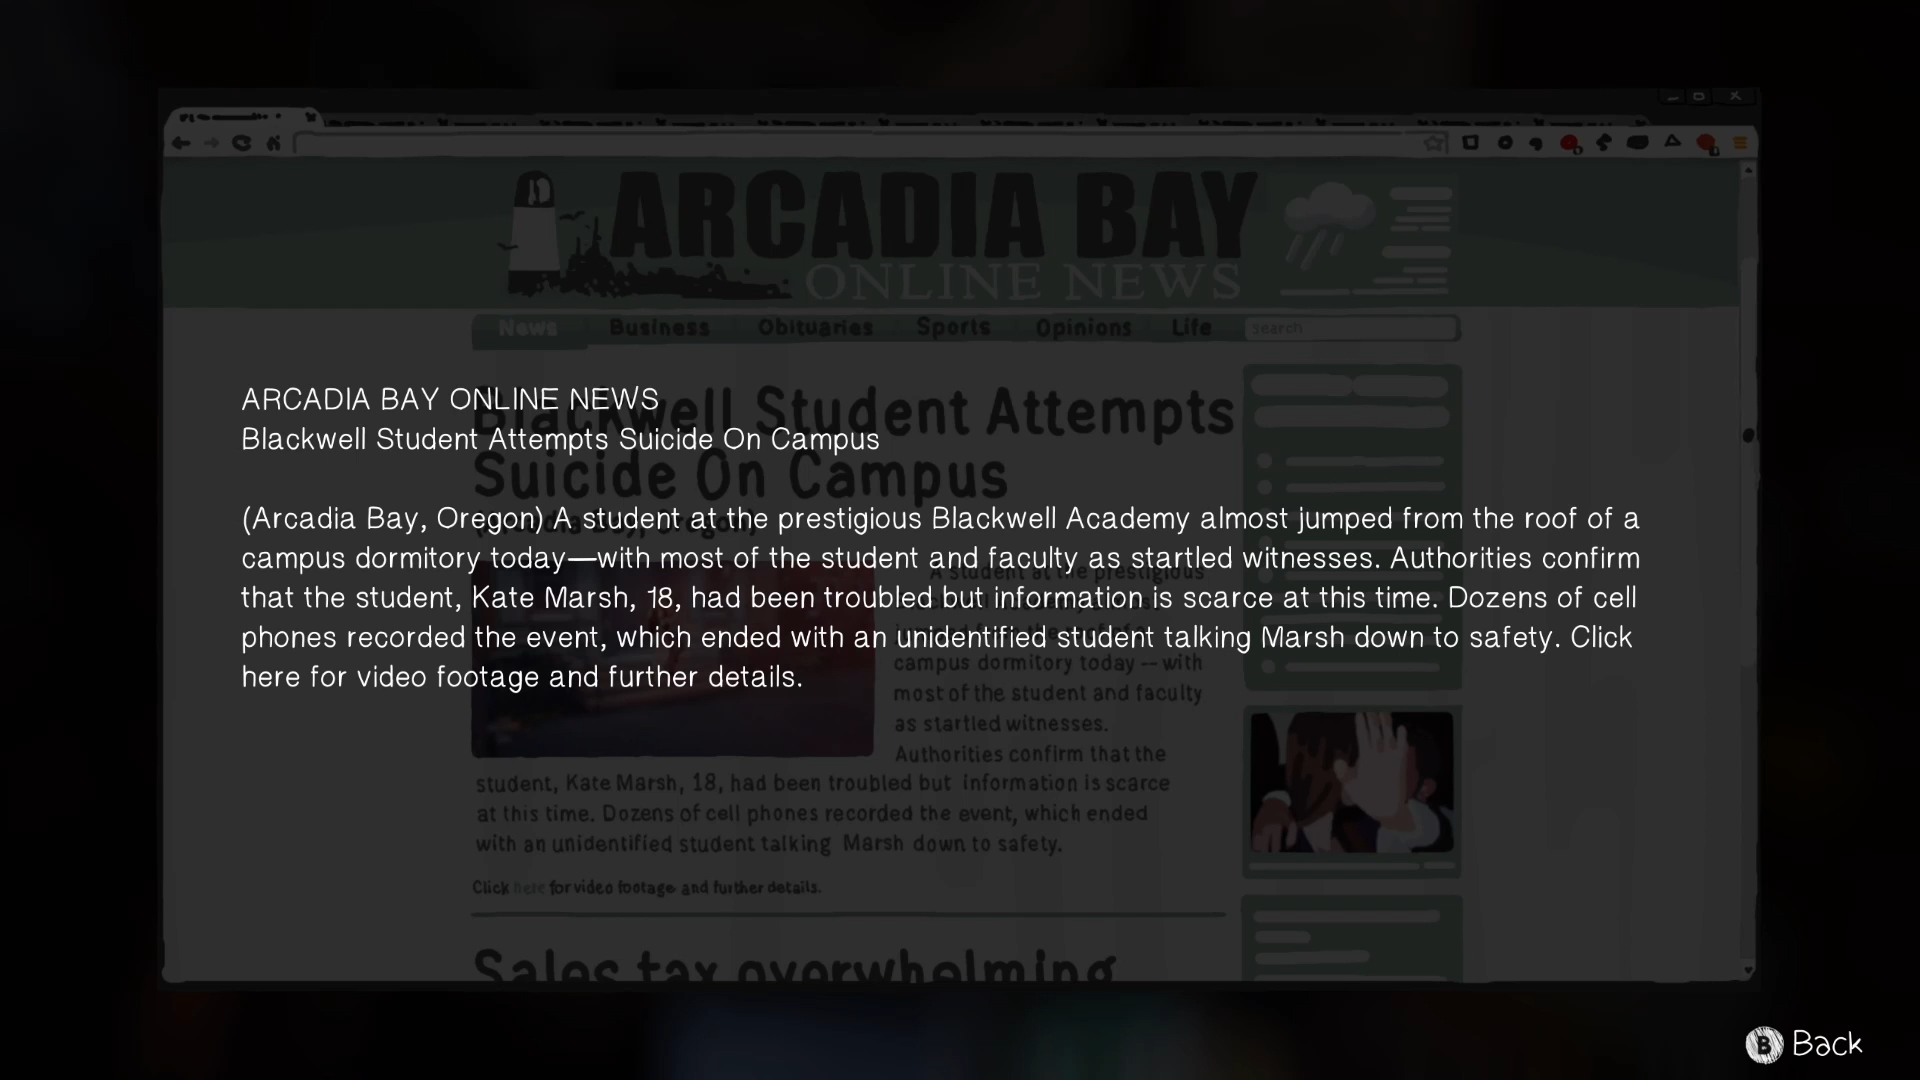 ARCADIA BAY
ONLINE NEWS
News Business Obituaries Sports Opinions Life search
ARCADIA BAY ONLINE NEWS
Blackwell Student Attempts Suicide On Campus
(Arcadia Bay, Oregon) A student at the prestigious Blackwell Academy almost jumped from the roof of a
campus dormitory today—with most of the student and faculty as startled witnesses. Authorities confirm
that the student, Kate Marsh, 18, had been troubled but information is scarce at this time. Dozens of cell
phones recorded the event, which ended with an unidentified student talking Marsh down to safety. Click
here for video footage and further details.
Blackwell Student Attempts
Suicide On Campus
(Arcadia Bay, Oregon)
A student at the prestigious
campus dormitory today -- with
most of the student and faculty
as startled witnesses.
Authorities confirm that the
student, Kate Marsh, 18, had been troubled but information is scarce
at this time. Dozens of cell phones recorded the event, which ended
with an unidentified student talking Marsh down to safety.
Click here for video footage and further details.
Sales tax overwhelming
B Back